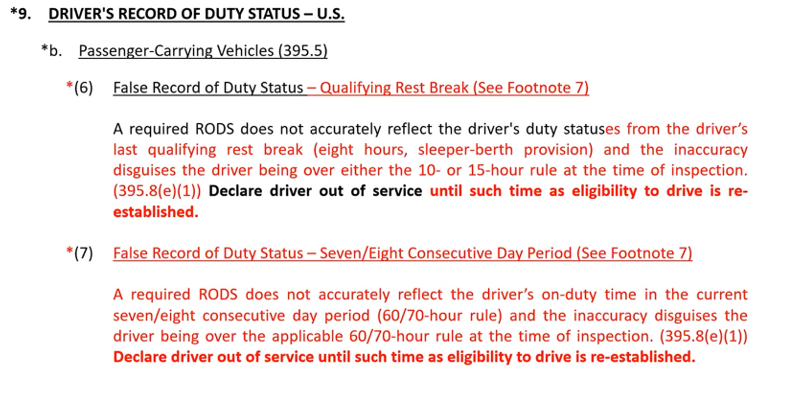 *9. DRIVER'S RECORD OF DUTY STATUS – U.S.
*b. Passenger-Carrying Vehicles (395.5)
*(6) False Record of Duty Status – Qualifying Rest Break (See Footnote 7)
A required RODS does not accurately reflect the driver's duty statuses from the driver's
last qualifying rest break (eight hours, sleeper-berth provision) and the inaccuracy
disguises the driver being over either the 10- or 15-hour rule at the time of inspection.
(395.8(e)(1)) Declare driver out of service until such time as eligibility to drive is re-
established.
*(7) False Record of Duty Status – Seven/Eight Consecutive Day Period (See Footnote 7)
A required RODS does not accurately reflect the driver's on-duty time in the current
seven/eight consecutive day period (60/70-hour rule) and the inaccuracy disguises the
driver being over the applicable 60/70-hour rule at the time of inspection. (395.8(e)(1))
Declare driver out of service until such time as eligibility to drive is re-established.